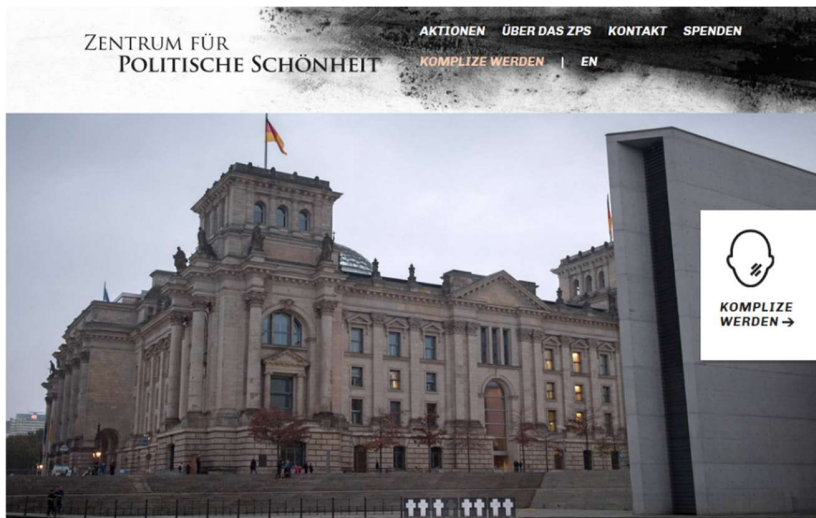 ZENTRUM FÜR
POLITISCHE SCHÖNHEIT
AKTIONEN ÜBER DAS ZPS KONTAKT SPENDEN
KOMPLIZE WERDEN | EN
KOMPLIZE
WERDEN →